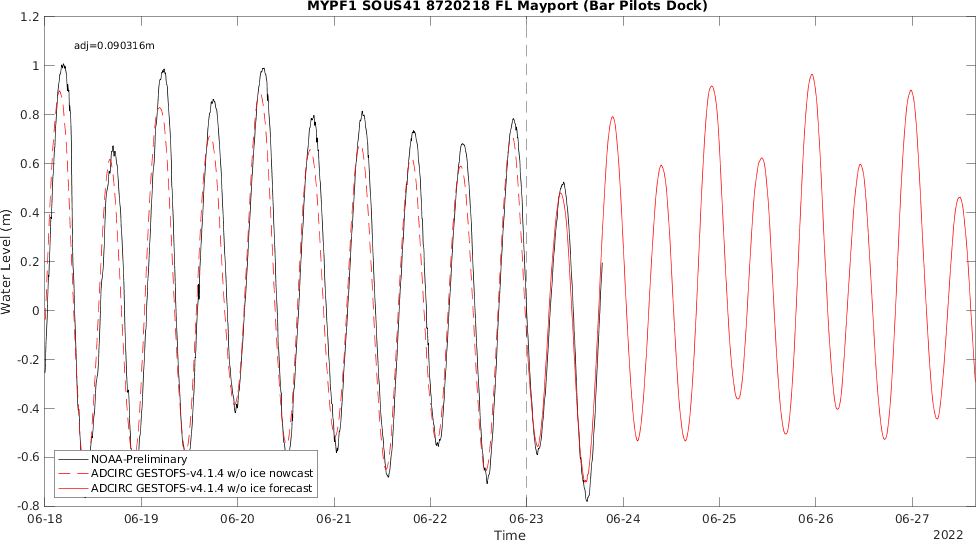 MYPF1 SOUS41 8720218 FL Mayport (Bar Pilots Dock)
adj=0.090316m
1.2
1
0.8
0.6
0.4
0.2
0
-0.2
-0.4
-0.6
-0.8
Water Level (m)
NOAA-Preliminary
ADCIRC GESTOFS-v4.1.4 w/o ice nowcast
ADCIRC GESTOFS-v4.1.4 w/o ice forecast
06-18 06-19 06-20 06-21 06-22 06-23 06-24 06-25 06-26 06-27
Time
2022